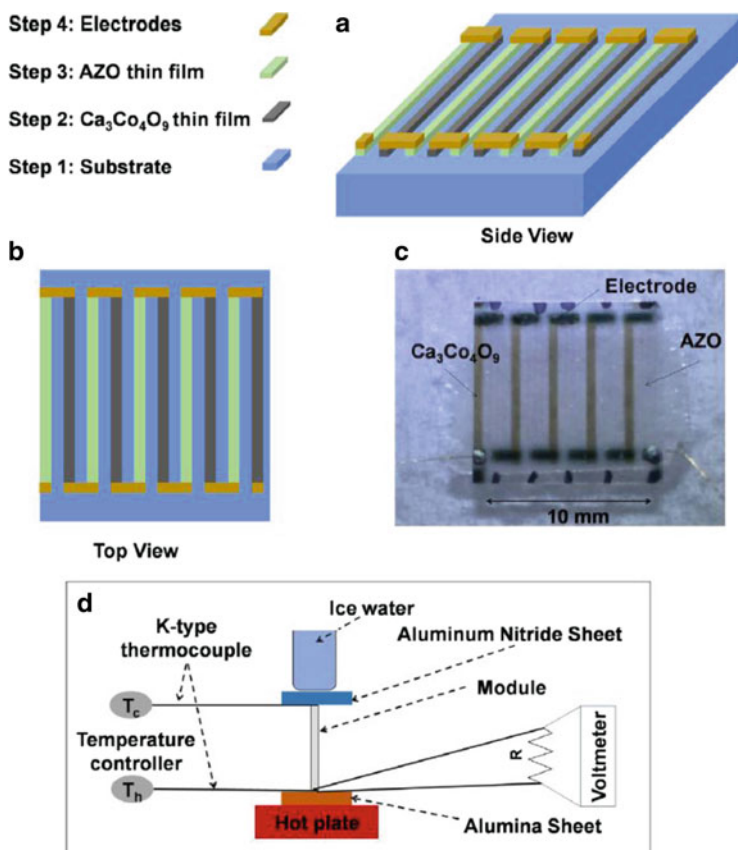 Step 4: Electrodes
Step 3: AZO thin film
Step 2: Ca₃Co₄O₉ thin film
Step 1: Substrate
a
Side View
b
Top View
c
Electrode
Ca₃Co₄O₉
AZO
10 mm
d
Ice water
K-type
thermocouple
Aluminum Nitride Sheet
Module
Tc
Temperature
controller
Th
R
Voltmeter
Hot plate
Alumina Sheet